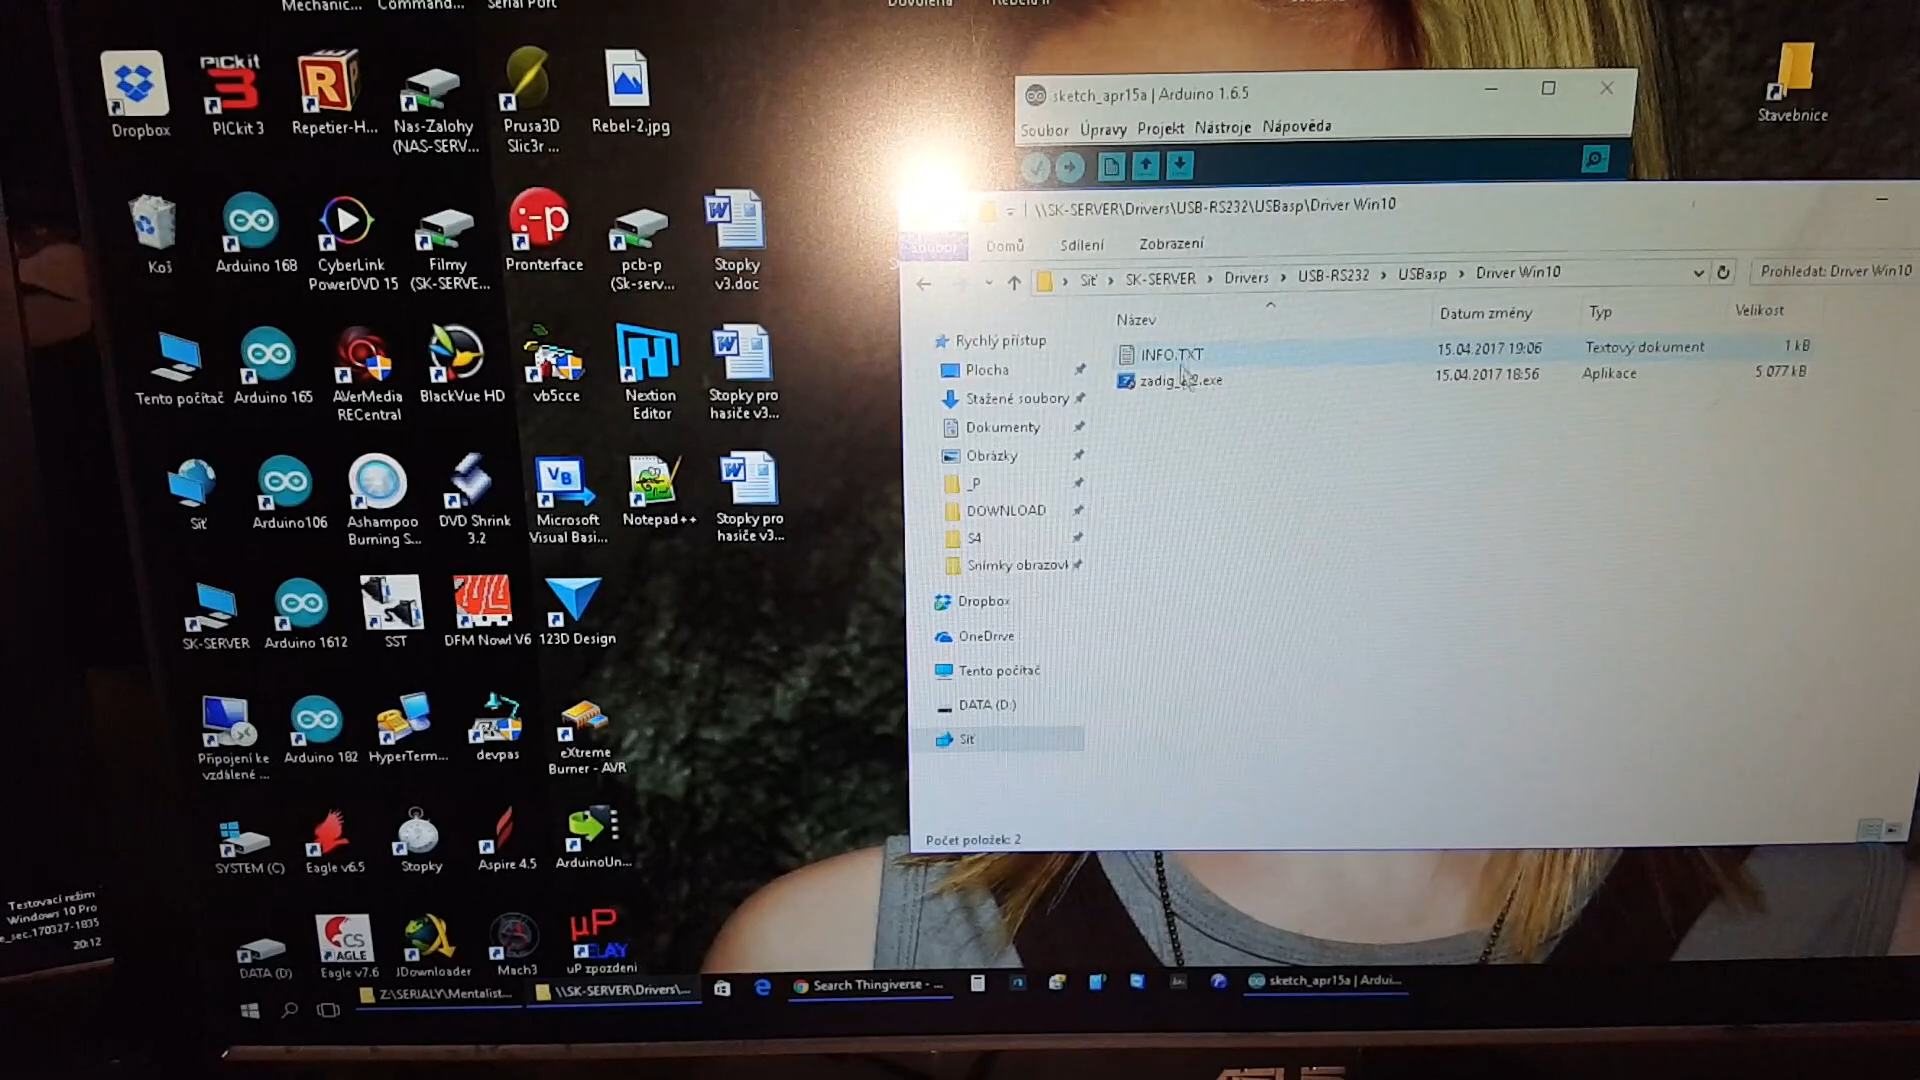 Mechanic...
Command...
Serial Port
Dropbox
PICkit 3
Repetier-H...
Nas-Zalohy
(NAS-SERV...
Prusa3D
Slic3r ...
Rebel-2.jpg
Stavebnice
Koš
Arduino 168
CyberLink
PowerDVD 15
Filmy
(SK-SERVE...
Pronterface
pcb-p
(Sk-serv...
Stopky
v3.doc
Tento počítač
Arduino 165
AVerMedia
RECentral
BlackVue HD
vb5cce
Nextion
Editor
Stopky pro
hasiče v3...
Síť
Arduino106
Ashampoo
Burning S...
DVD Shrink
3.2
Microsoft
Visual Basi...
Notepad++
Stopky pro
hasiče v3...
SK-SERVER
Arduino 1612
SST
DFM Now! V6
123D Design
Připojení ke
vzdálené ...
Arduino 182
HyperTerm...
devpas
eXtreme
Burner - AVR
SYSTEM (C)
Eagle v6.5
Stopky
Aspire 4.5
ArduinoUn...
DATA (D)
Eagle v7.6
JDownloader
Mach3
uP zpozdeni
sketch_apr15a | Arduino 1.6.5
Soubor Úpravy Projekt Nástroje Nápověda
\\SK-SERVER\Drivers\USB-RS232\USBasp\Driver Win10
Soubor Domů Sdílení Zobrazení
Síť > SK-SERVER > Drivers > USB-RS232 > USBasp > Driver Win10
Prohledat: Driver Win10
Název Datum změny Typ Velikost
INFO.TXT 15.04.2017 19:06 Textový dokument 1 kB
15.04.2017 18:56 Aplikace 5 077 kB
Rychlý přístup
Plocha
Stažené soubory
Dokumenty
Obrázky
_P
DOWNLOAD
S4
Snímky obrazovk
Dropbox
OneDrive
Tento počítač
DATA (D:)
Síť
Počet položek: 2
Testovací režim
Windows 10 Pro
e_sec.170327-1835
20:12
Z:\SERIALY\Mentalist...
\\SK-SERVER\Drivers\...
Search Thingiverse - ...
sketch_apr15a | Ardui...